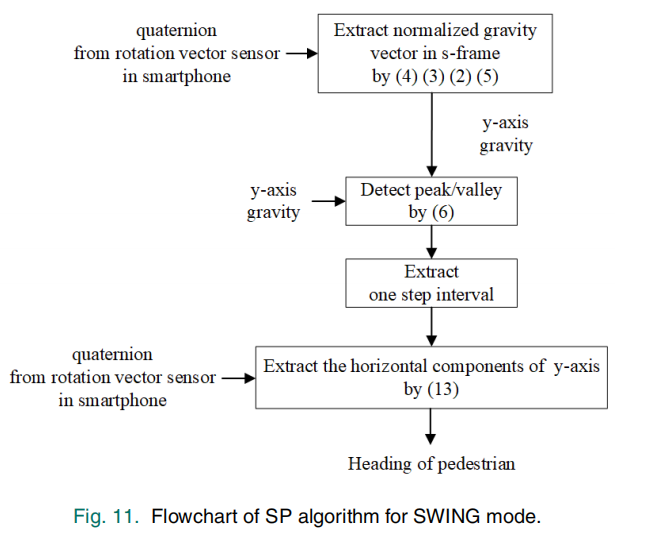 quaternion
from rotation vector sensor
in smartphone
Extract normalized gravity
vector in s-frame
by (4) (3) (2) (5)
y-axis
gravity
y-axis
gravity
Detect peak/valley
by (6)
Extract
one step interval
quaternion
from rotation vector sensor
in smartphone
Extract the horizontal components of y-axis
by (13)
Heading of pedestrian
Fig. 11. Flowchart of SP algorithm for SWING mode.